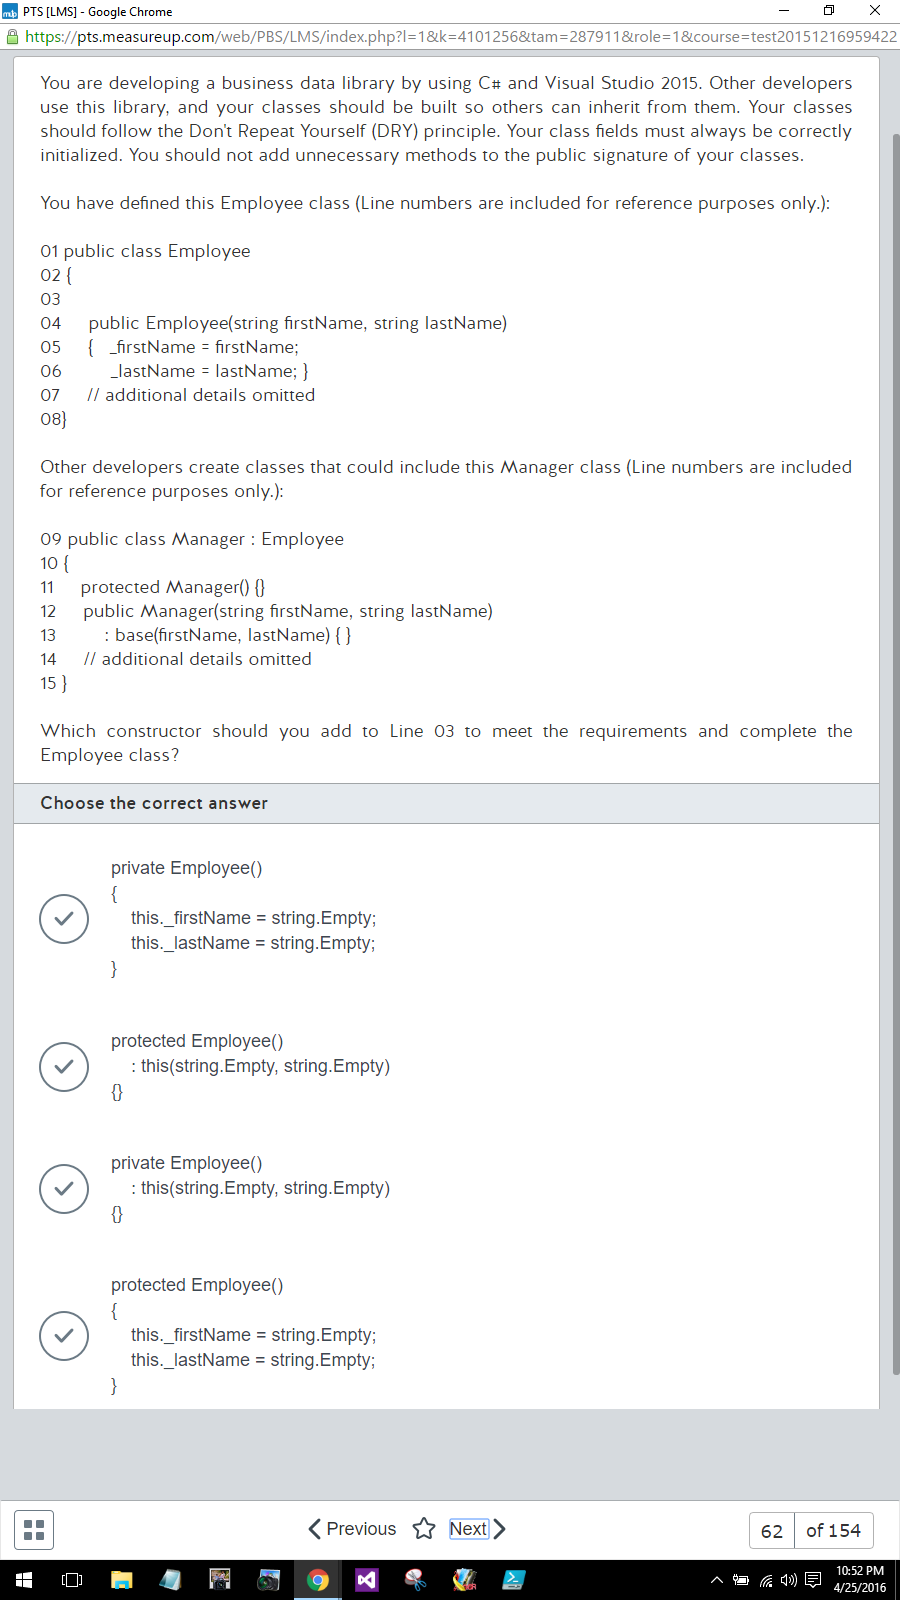 PTS [LMS] - Google Chrome
https://pts.measureup.com/web/PBS/LMS/index.php?l=1&k=4101256&tam=287911&role=1&course=test20151216959422
You are developing a business data library by using C# and Visual Studio 2015. Other developers
use this library, and your classes should be built so others can inherit from them. Your classes
should follow the Don't Repeat Yourself (DRY) principle. Your class fields must always be correctly
initialized. You should not add unnecessary methods to the public signature of your classes.
You have defined this Employee class (Line numbers are included for reference purposes only.):
01 public class Employee
02 {
03
04 public Employee(string firstName, string lastName)
05 { _firstName = firstName;
06 _lastName = lastName; }
07 // additional details omitted
08}
Other developers create classes that could include this Manager class (Line numbers are included
for reference purposes only.):
09 public class Manager : Employee
10 {
11 protected Manager() {}
12 public Manager(string firstName, string lastName)
13 : base(firstName, lastName) { }
14 // additional details omitted
15 }
Which constructor should you add to Line 03 to meet the requirements and complete the
Employee class?
Choose the correct answer
private Employee()
{
this._firstName = string.Empty;
this._lastName = string.Empty;
}
protected Employee()
: this(string.Empty, string.Empty)
{}
private Employee()
: this(string.Empty, string.Empty)
{}
protected Employee()
{
this._firstName = string.Empty;
this._lastName = string.Empty;
}
Previous Next 62 of 154
10:52 PM
4/25/2016